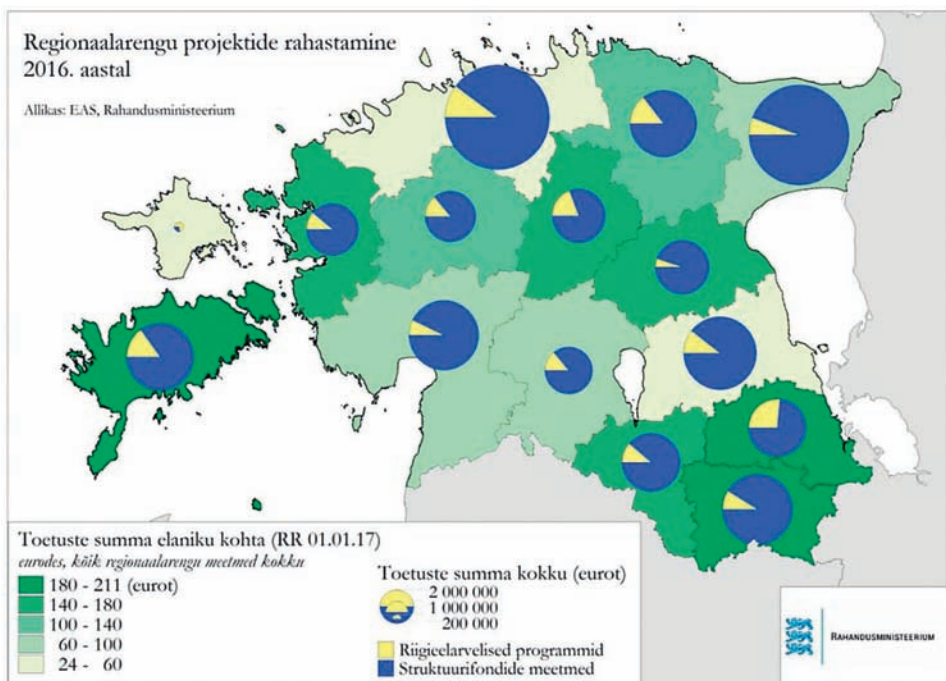 Regionaalarengu projektide rahastamine
2016. aastal
Allikas: EAS, Rahandusministeerium
Toetuste summa elaniku kohta (RR 01.01.17)
eurodes, kõik regionaalarengu meetmed kokku
180 - 211 (eurot)
140 - 180
100 - 140
60 - 100
24 - 60
Toetuste summa kokku (eurot)
2 000 000
1 000 000
200 000
Riigieelarvelised programmid
Struktuurifondide meetmed
RAHANDUSMINISTEERIUM